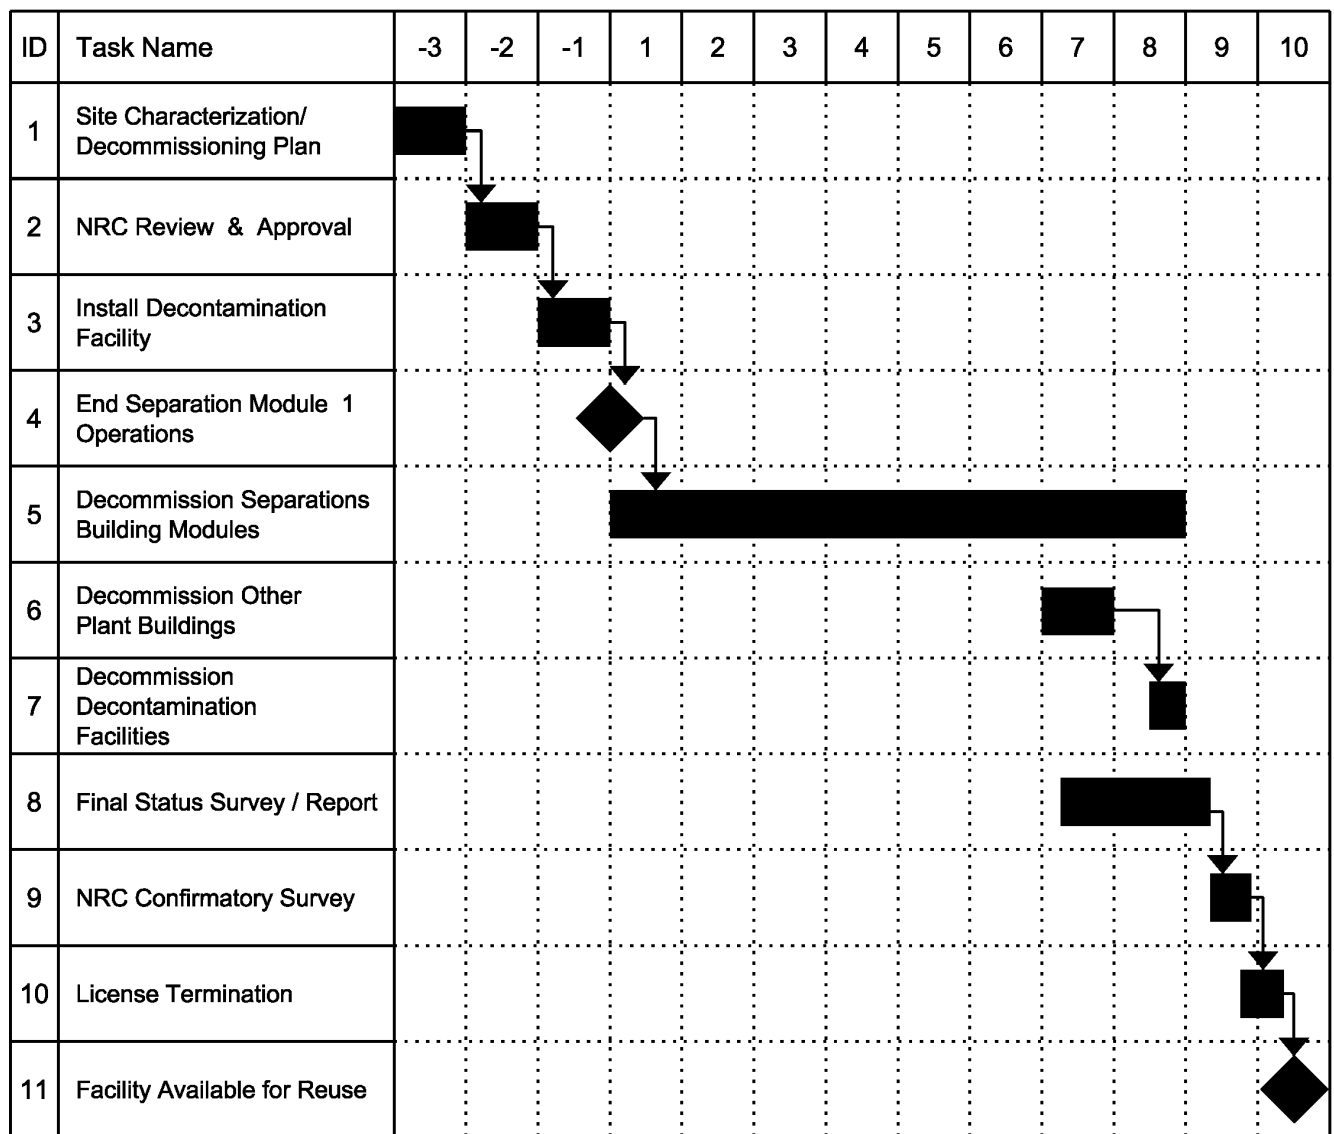 ID Task Name -3 -2 -1 1 2 3 4 5 6 7 8 9 10
1 Site Characterization/
Decommissioning Plan
2 NRC Review & Approval
3 Install Decontamination
Facility
4 End Separation Module 1
Operations
5 Decommission Separations
Building Modules
6 Decommission Other
Plant Buildings
Decommission
7 Decontamination
Facilities
8 Final Status Survey / Report
9 NRC Confirmatory Survey
10 License Termination
11 Facility Available for Reuse